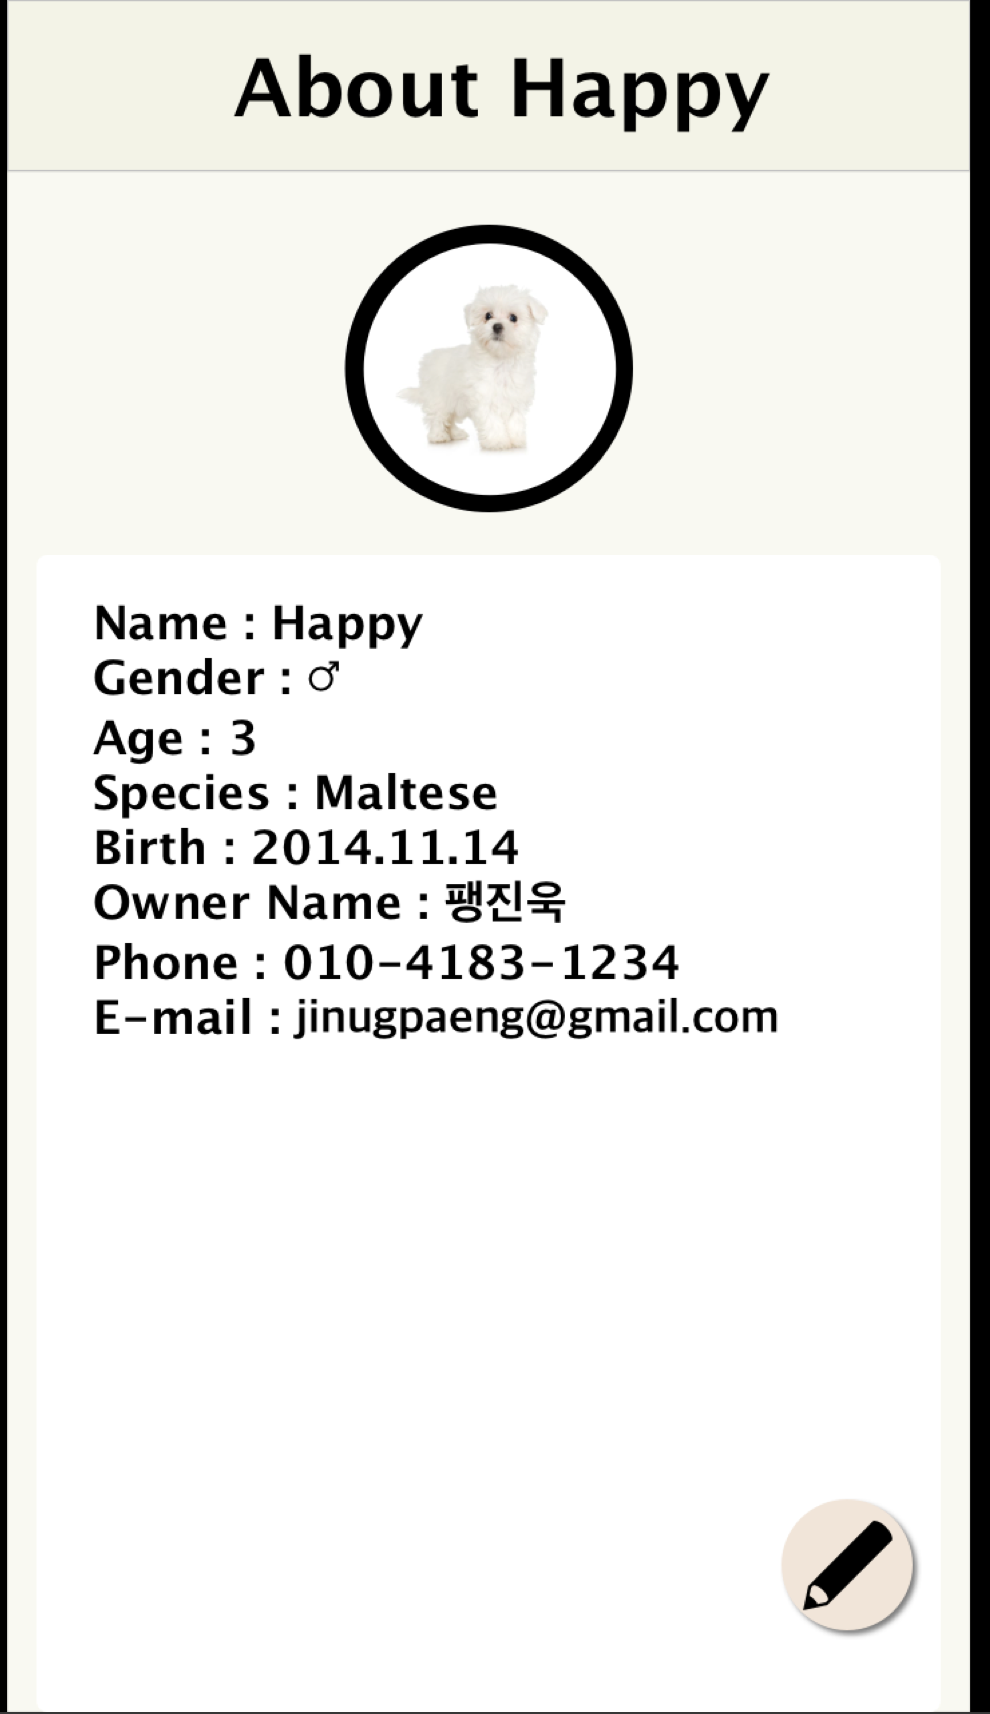 About Happy
Name : Happy
Gender : ♂
Age : 3
Species : Maltese
Birth : 2014.11.14
Owner Name : 팽진욱
Phone : 010-4183-1234
E-mail : jinugpaeng@gmail.com